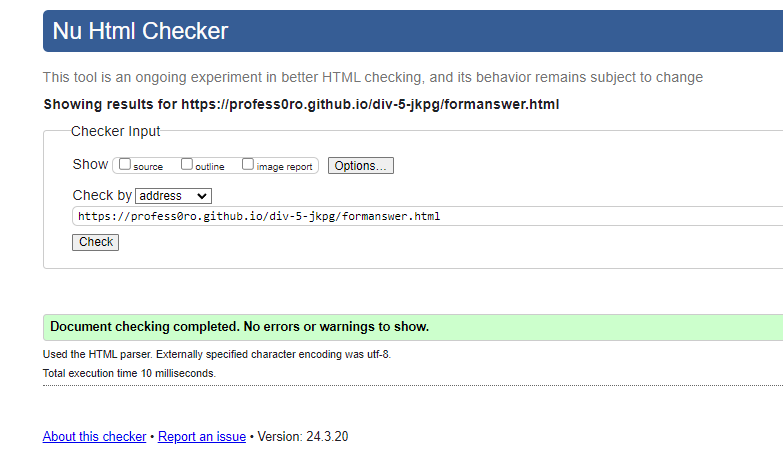 Nu Html Checker
This tool is an ongoing experiment in better HTML checking, and its behavior remains subject to change
Showing results for https://profess0ro.github.io/div-5-jkpg/formanswer.html
Checker Input
Show source outline image report Options...
Check by address
https://profess0ro.github.io/div-5-jkpg/formanswer.html
Check
Document checking completed. No errors or warnings to show.
Used the HTML parser. Externally specified character encoding was utf-8.
Total execution time 10 milliseconds.
About this checker • Report an issue • Version: 24.3.20